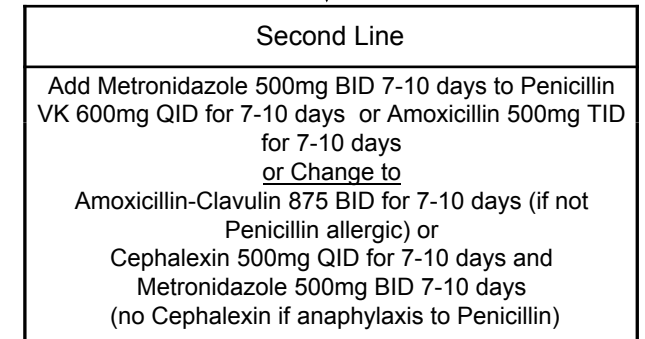 Second Line
Add Metronidazole 500mg BID 7-10 days to Penicillin
VK 600mg QID for 7-10 days  or Amoxicillin 500mg TID
for 7-10 days
or Change to
Amoxicillin-Clavulin 875 BID for 7-10 days (if not
Penicillin allergic) or
Cephalexin 500mg QID for 7-10 days and
Metronidazole 500mg BID 7-10 days
(no Cephalexin if anaphylaxis to Penicillin)